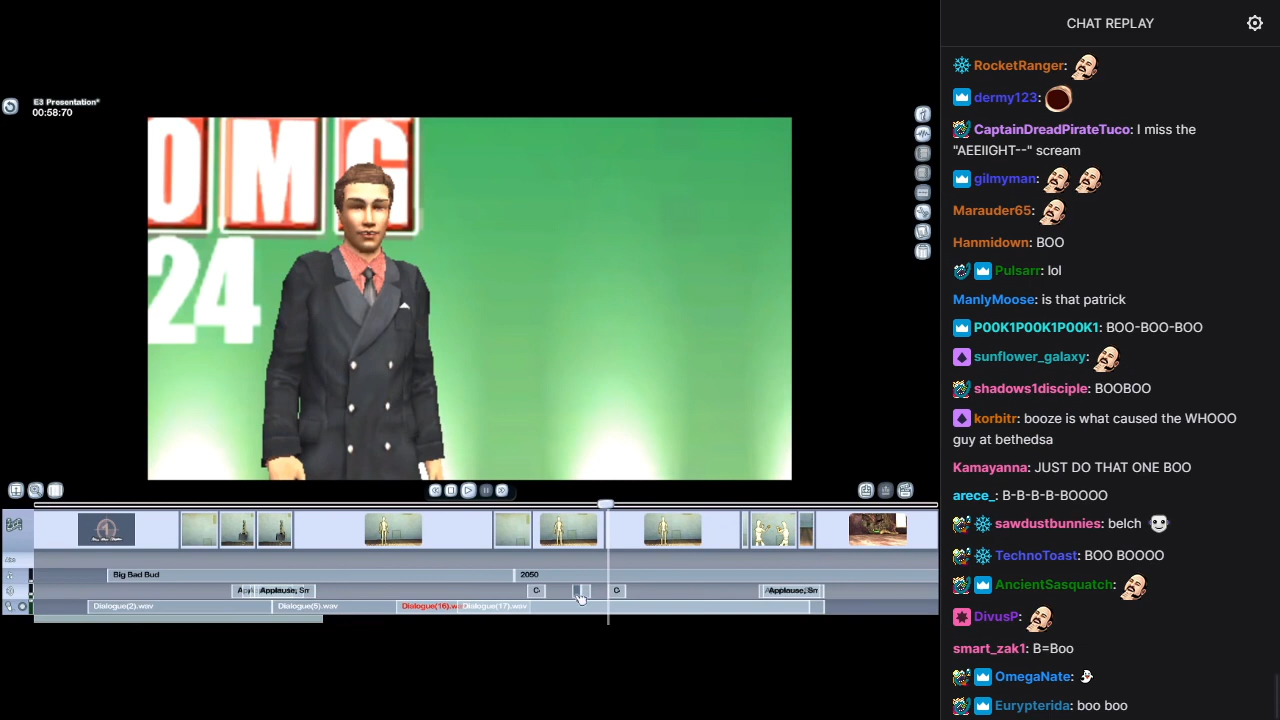 E3 Presentation*
00:58:70
OMG
24
Big Bad Bud
2050
Applause, Sm
C-
C-
Applause, Sm
Dialogue(2).wav
Dialogue(5).wav
Dialogue(16).w
Dialogue(17).wav
CHAT REPLAY
RocketRanger:
dermy123:
CaptainDreadPirateTuco: I miss the
"AEEIIGHT--" scream
gilmyman:
Marauder65:
Hanmidown: BOO
Pulsarr: lol
ManlyMoose: is that patrick
P00K1P00K1P00K1: BOO-BOO-BOO
sunflower_galaxy:
shadows1disciple: BOOBOO
korbitr: booze is what caused the WHOOO
guy at bethedsa
Kamayanna: JUST DO THAT ONE BOO
arece_: B-B-B-B-BOOOO
sawdustbunnies: belch
TechnoToast: BOO BOOOO
AncientSasquatch:
DivusP:
smart_zak1: B=Boo
OmegaNate:
Eurypterida: boo boo